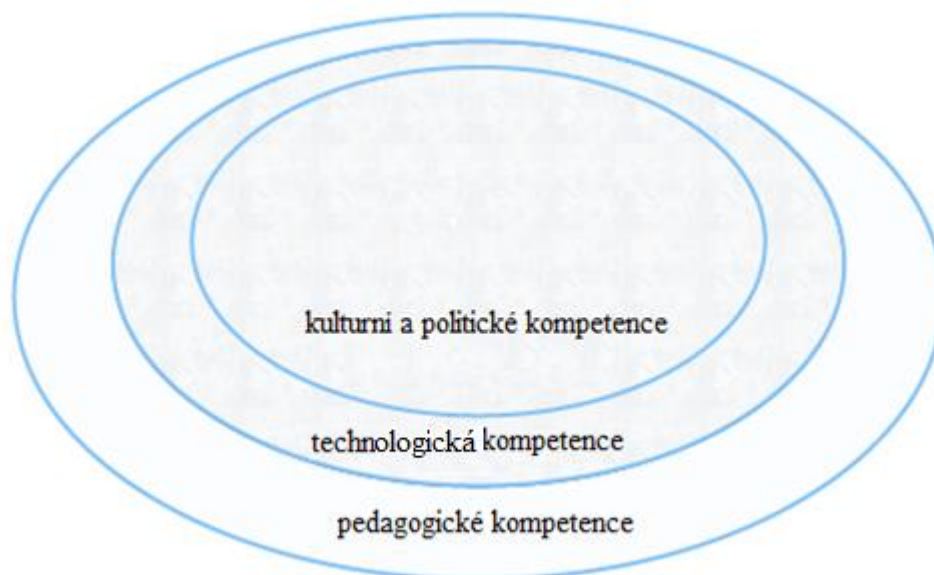 kulturní a politické kompetence
technologická kompetence
pedagogické kompetence